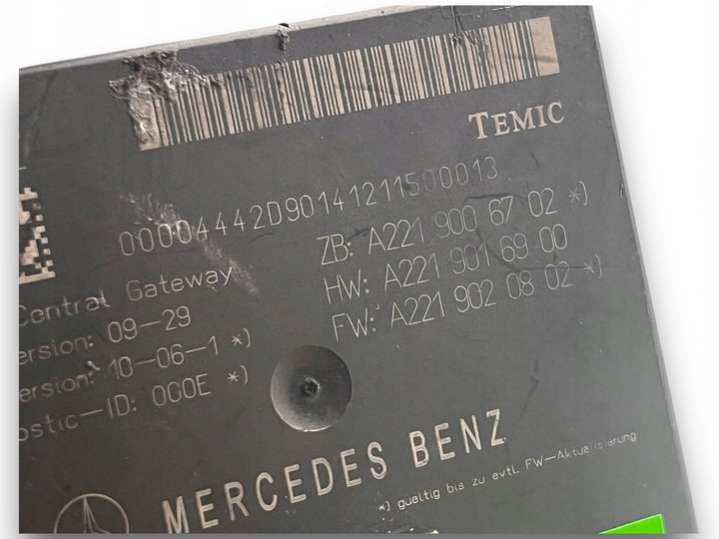 TEMIC
00004442D90141211500013
ZB: A221 900 67 02 *)
HW: A221 901 69 00
FW: A221 902 08 02 *)
Central Gateway
ersion: 09-29
ersion: 10-06-1 *)
ostic-ID: 000E *)
MERCEDES BENZ
*) gueltig bis zu evtl. FW-Aktualisierung